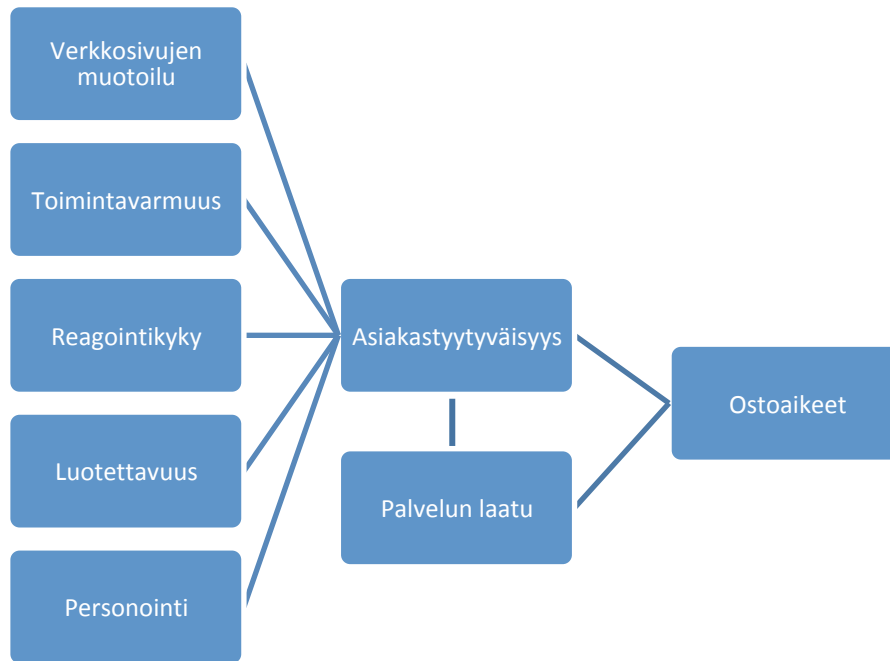 Verkkosivujen
muotoilu
Toimintavarmuus
Reagointikyky
Luotettavuus
Personointi
Asiakastyytyväisyys
Palvelun laatu
Ostoaikeet